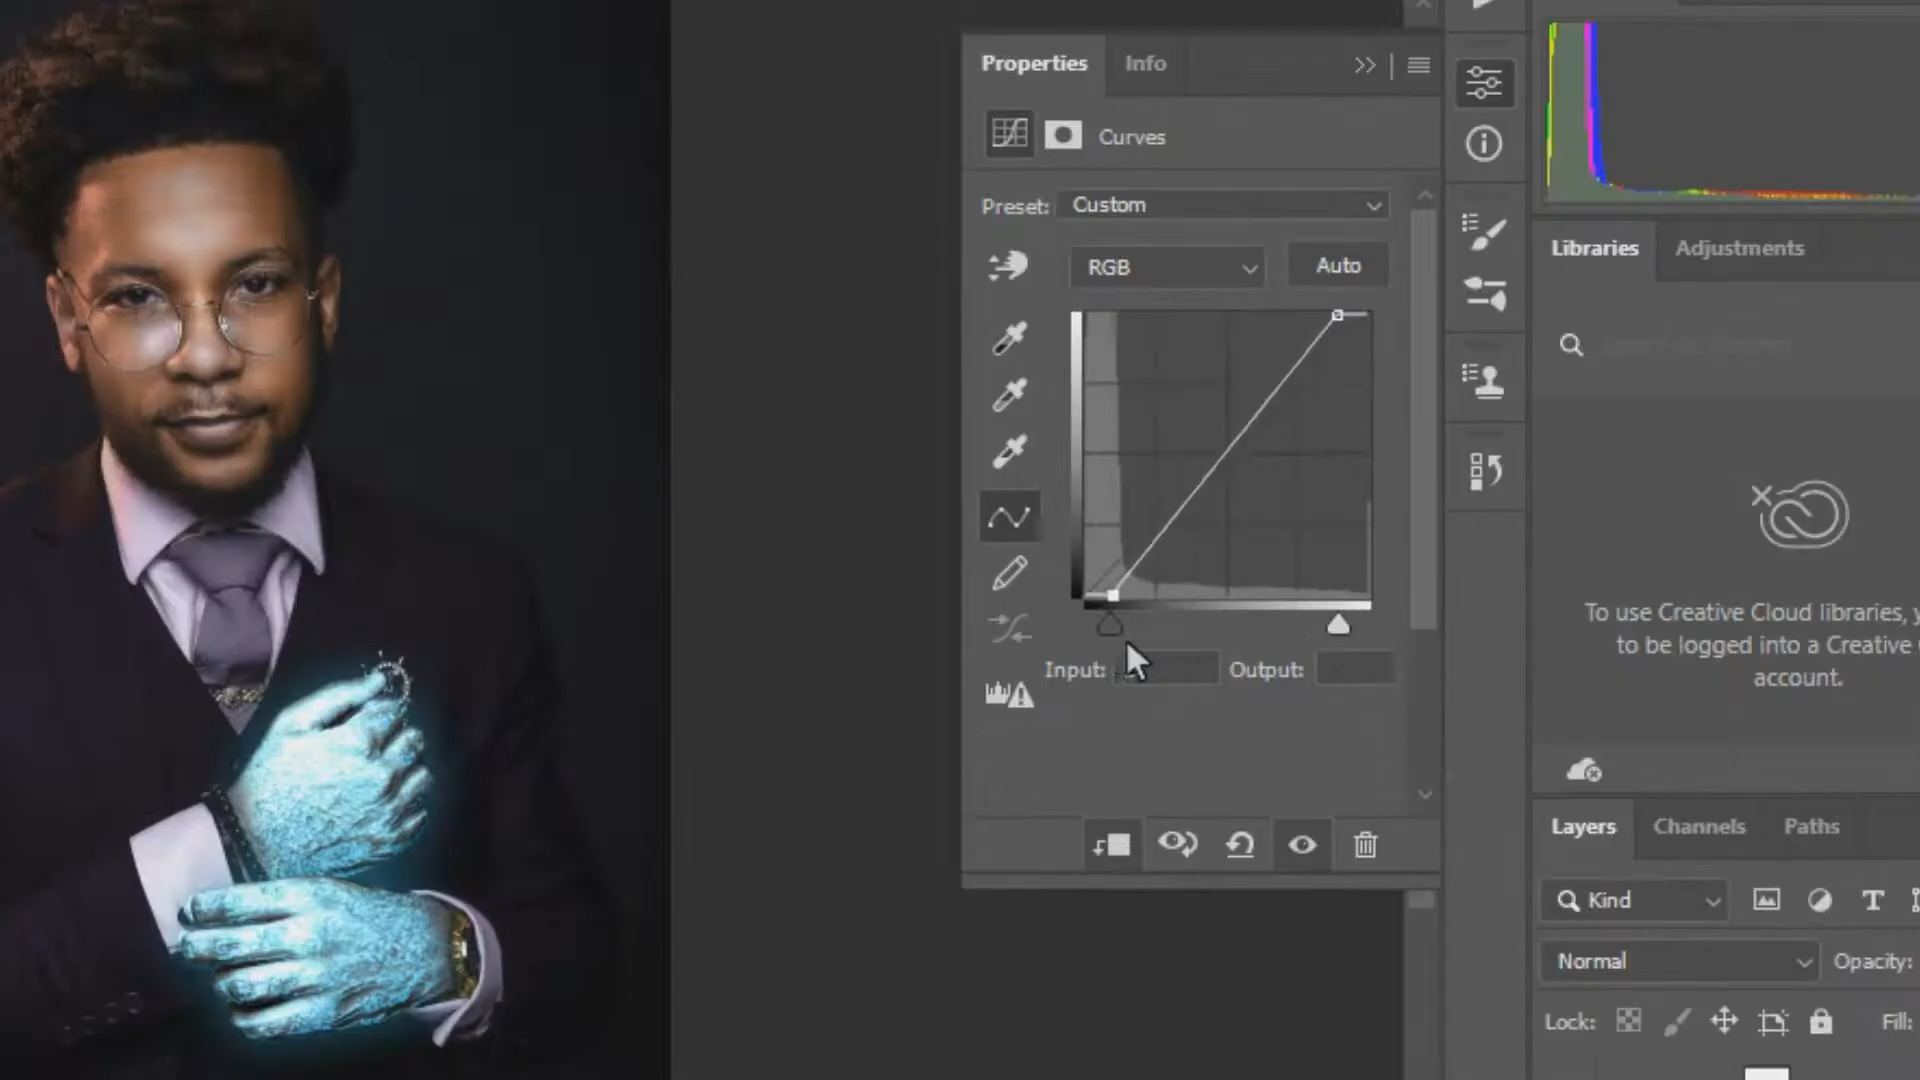 Properties Info
Curves
Preset: Custom
RGB Auto
Input: Output:
Libraries Adjustments
To use Creative Cloud libraries, y
to be logged into a Creative C
account.
Layers Channels Paths
Kind T
Normal Opacity:
Lock: Fill: